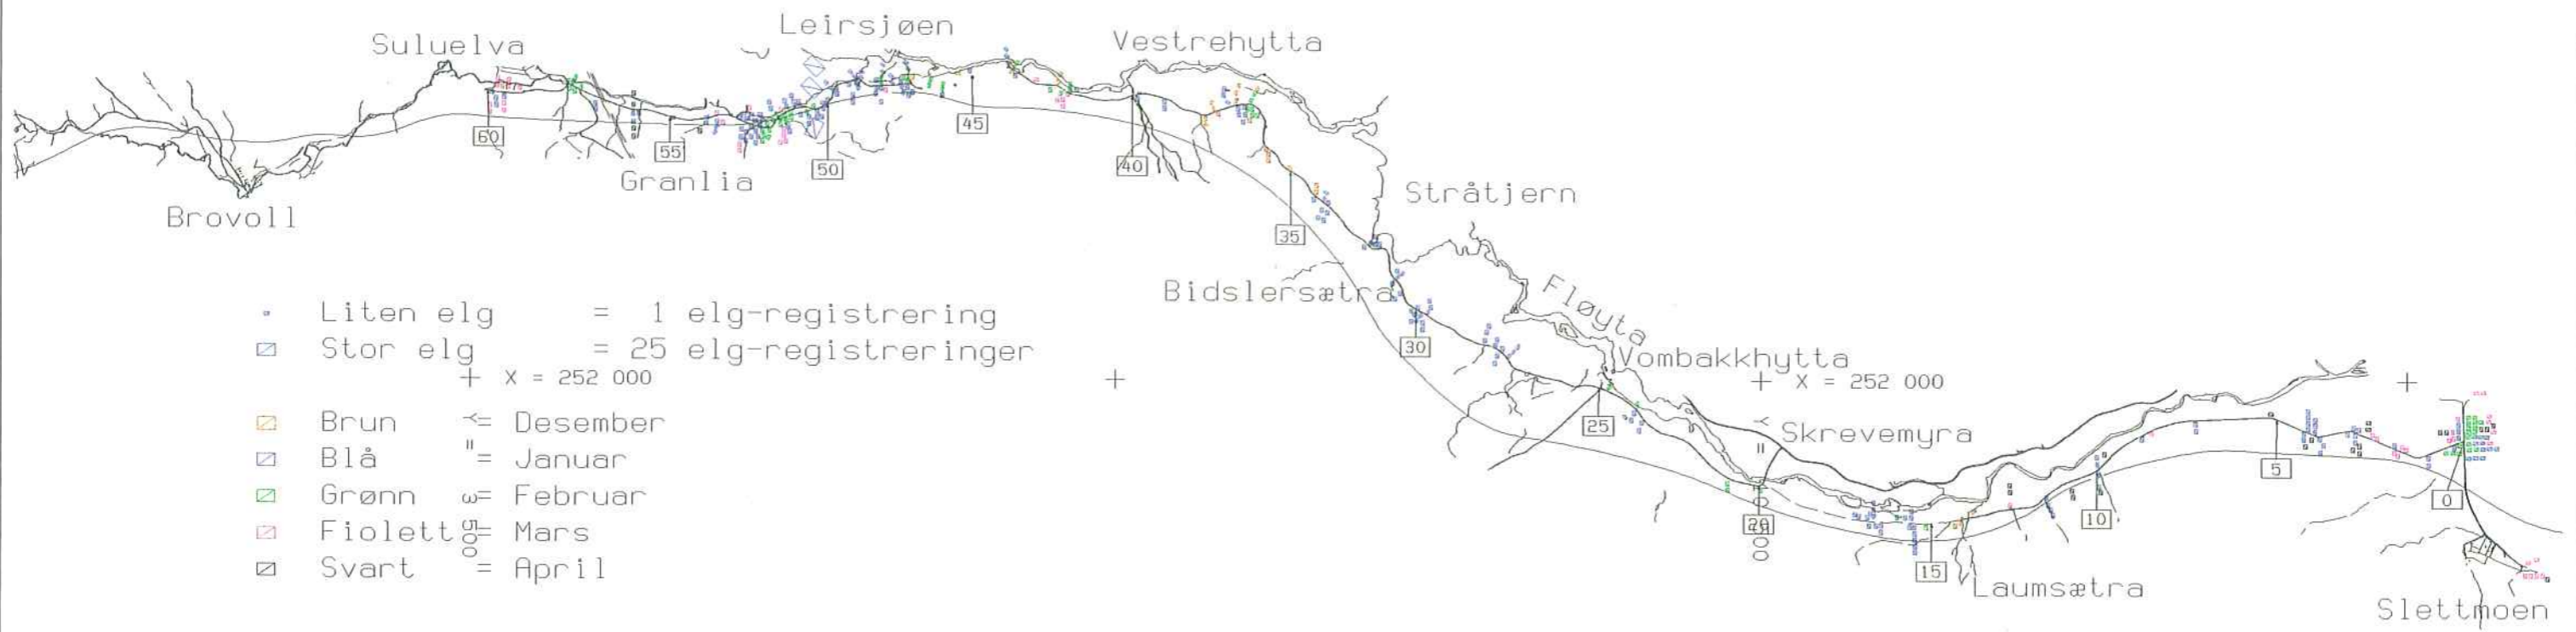 Leirsjøen
Suluelva
Vestrehytta
60
55
50
45
40
Granlia
Brovoll
Stråtjern
35
Bidslersætra
Fløyta
30
Vombakkhytta
25
Liten elg = 1 elg-registrering
Stor elg = 25 elg-registreringer
X = 252 000
X = 252 000
Brun = Desember
Blå = Januar
Grønn = Februar
Fiolett = Mars
Svart = April
Skrevemyra
20
15
10
5
0
Laumsætra
Slettmoen